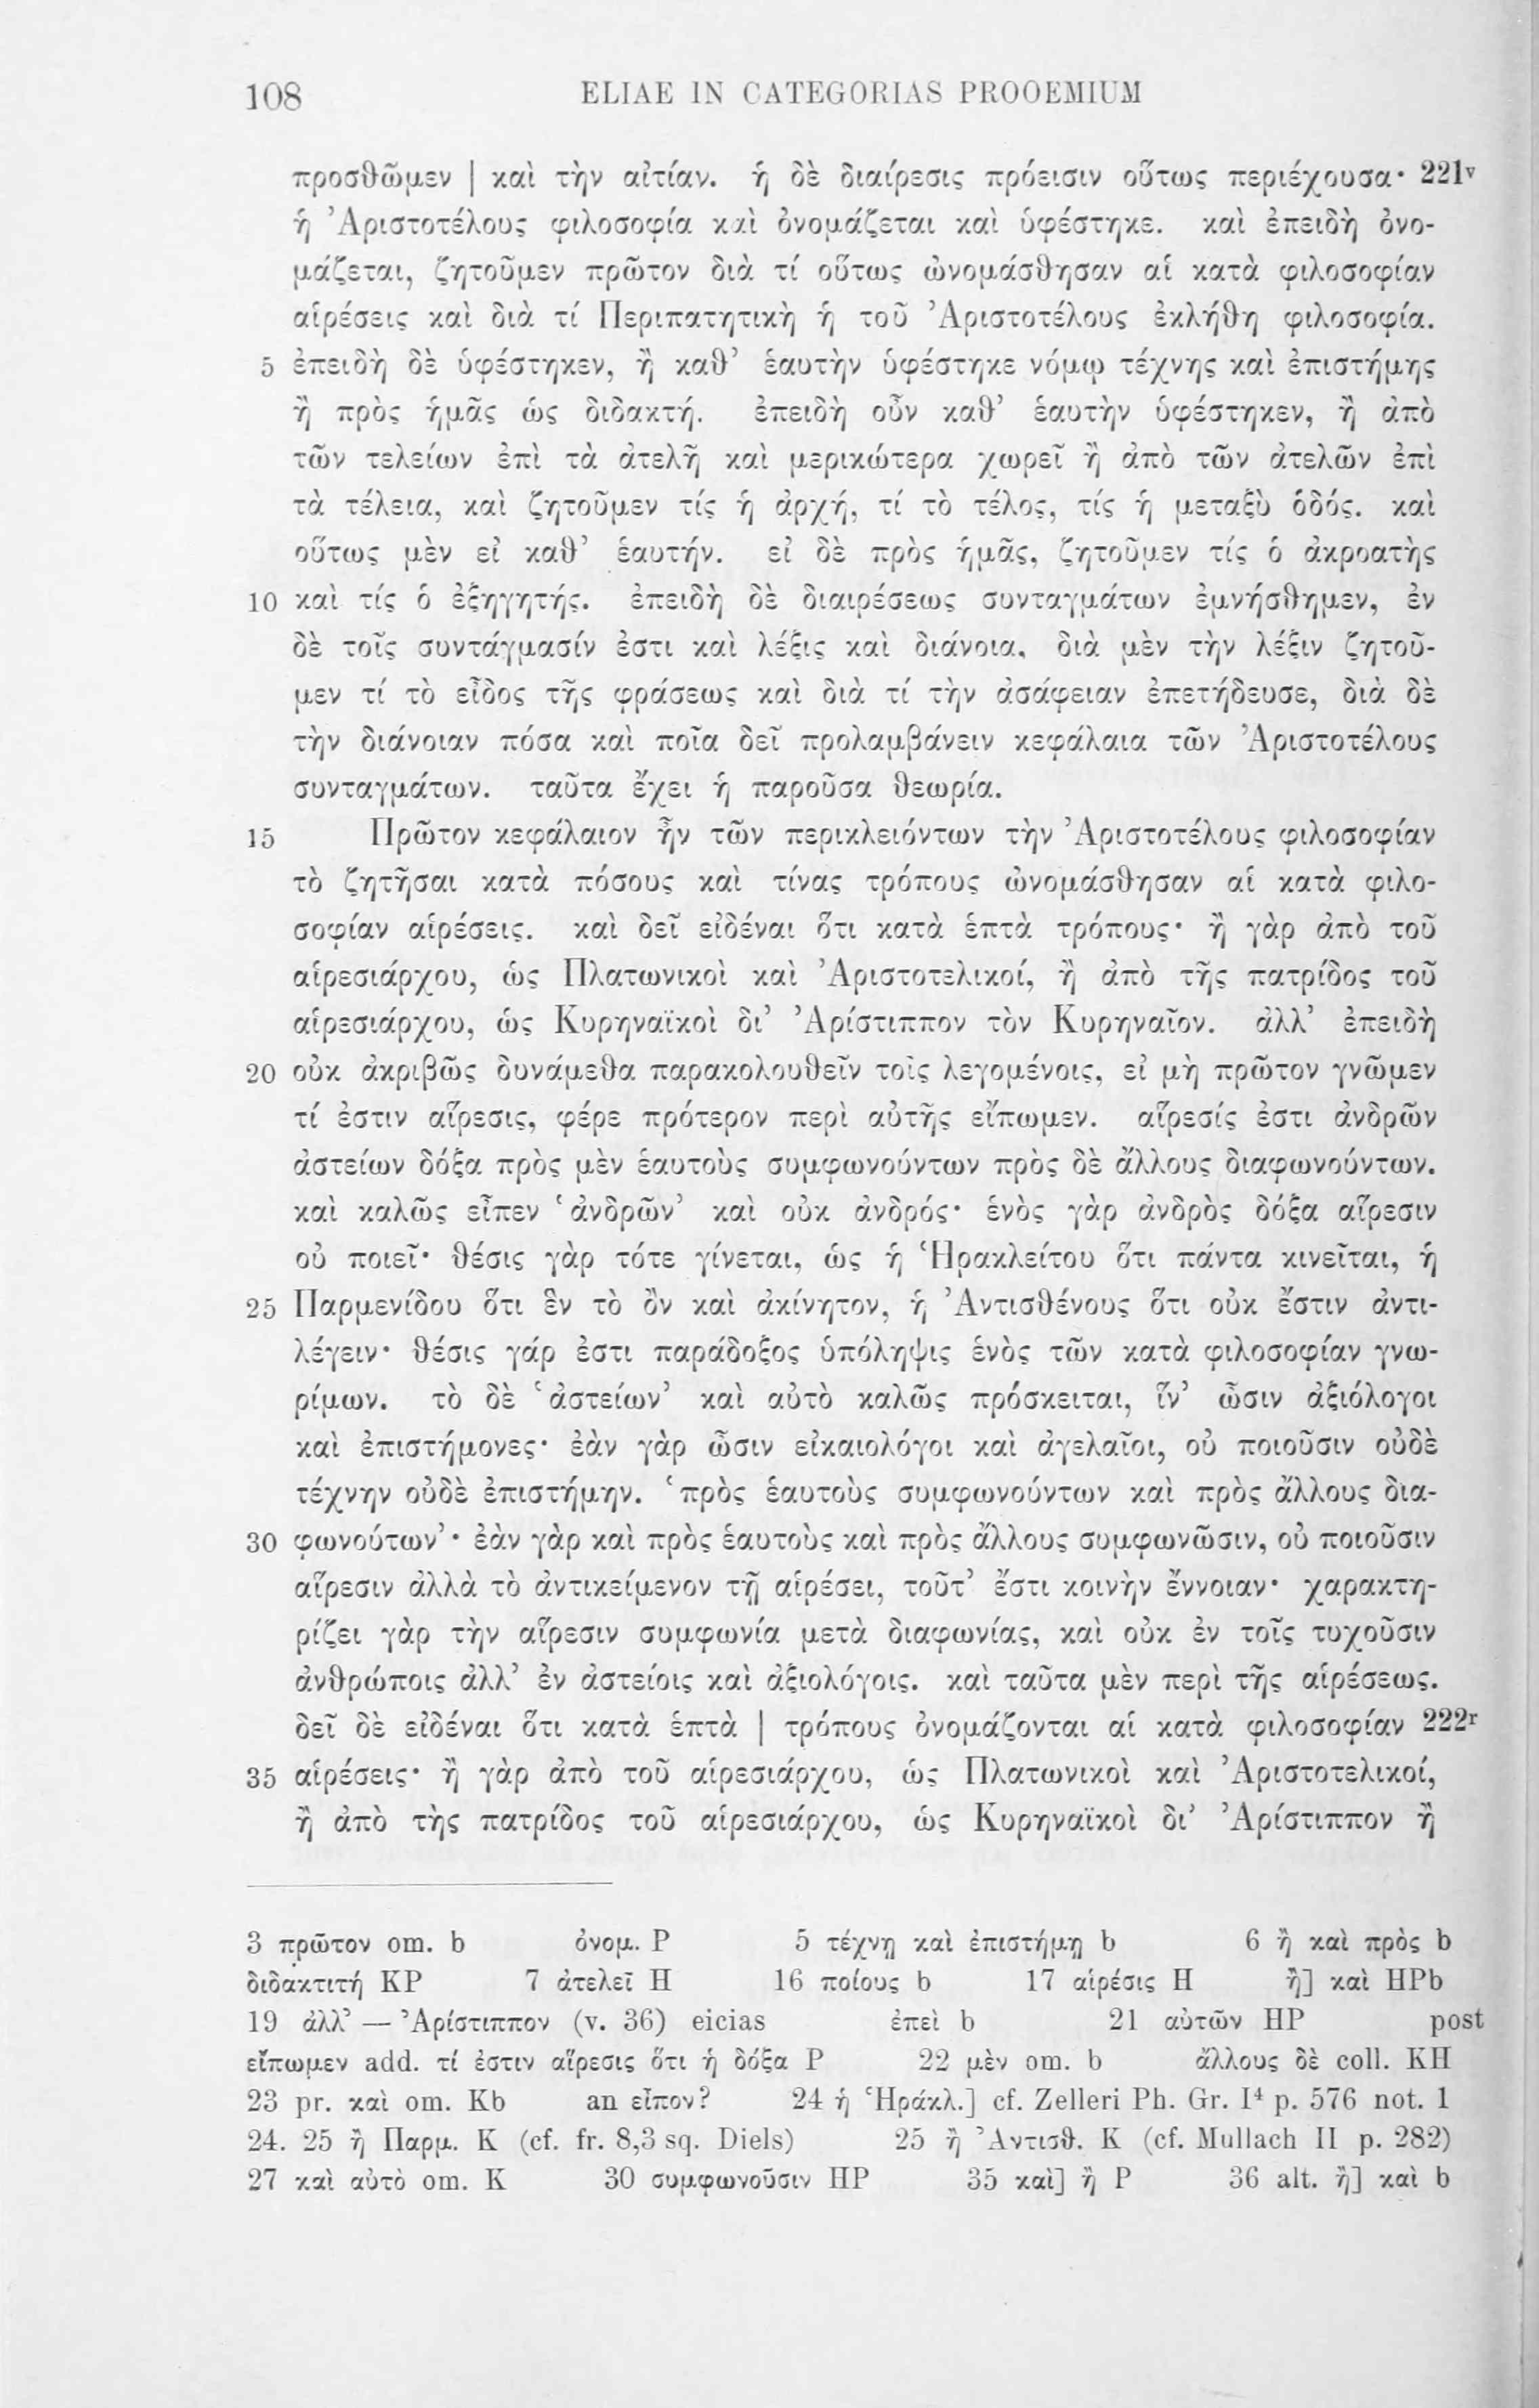 108 ELIAE IN CATEGORIAS PROOEMIUM
προσθῶμεν | καὶ τὴν αἰτίαν. ἡ δὲ διαίρεσις πρόεισιν οὕτως περιέχουσα· 221v
ἡ Ἀριστοτέλους φιλοσοφία καὶ ὀνομάζεται καὶ ὑφέστηκε. καὶ ἐπειδὴ ὀνο-
μάζεται, ζητοῦμεν πρῶτον διὰ τί οὕτως ὠνομάσθησαν αἱ κατὰ φιλοσοφίαν
αἱρέσεις καὶ διὰ τί Περιπατητικὴ ἡ τοῦ Ἀριστοτέλους ἐκλήθη φιλοσοφία.
5 ἐπειδὴ δὲ ὑφέστηκεν, ἢ καθ’ ἑαυτὴν ὑφέστηκε νόμῳ τέχνης καὶ ἐπιστήμης
ἢ πρὸς ἡμᾶς ὡς διδακτή. ἐπειδὴ οὖν καθ’ ἑαυτὴν ὑφέστηκεν, ἢ ἀπὸ
τῶν τελείων ἐπὶ τὰ ἀτελῆ καὶ μερικώτερα χωρεῖ ἢ ἀπὸ τῶν ἀτελῶν ἐπὶ
τὰ τέλεια, καὶ ζητοῦμεν τίς ἡ ἀρχή, τί τὸ τέλος, τίς ἡ μεταξὺ ὁδός. καὶ
οὕτως μὲν εἰ καθ’ ἑαυτήν. εἰ δὲ πρὸς ἡμᾶς, ζητοῦμεν τίς ὁ ἀκροατὴς
10 καὶ τίς ὁ ἐξηγητής. ἐπειδὴ δὲ διαιρέσεως συνταγμάτων ἐμνήσθημεν, ἐν
δὲ τοῖς συντάγμασίν ἐστι καὶ λέξις καὶ διάνοια, διὰ μὲν τὴν λέξιν ζητοῦ-
μεν τί τὸ εἶδος τῆς φράσεως καὶ διὰ τί τὴν ἀσάφειαν ἐπετήδευσε, διὰ δὲ
τὴν διάνοιαν πόσα καὶ ποῖα δεῖ προλαμβάνειν κεφάλαια τῶν Ἀριστοτέλους
συνταγμάτων. ταῦτα ἔχει ἡ παροῦσα θεωρία.
15 Πρῶτον κεφάλαιον ἦν τῶν περικλειόντων τὴν Ἀριστοτέλους φιλοσοφίαν
τὸ ζητῆσαι κατὰ πόσους καὶ τίνας τρόπους ὠνομάσθησαν αἱ κατὰ φιλο-
σοφίαν αἱρέσεις. καὶ δεῖ εἰδέναι ὅτι κατὰ ἑπτὰ τρόπους· ἢ γὰρ ἀπὸ τοῦ
αἱρεσιάρχου, ὡς Πλατωνικοὶ καὶ Ἀριστοτελικοί, ἢ ἀπὸ τῆς πατρίδος τοῦ
αἱρεσιάρχου, ὡς Κυρηναϊκοὶ δι’ Ἀρίστιππον τὸν Κυρηναῖον. ἀλλ’ ἐπειδὴ
20 οὐκ ἀκριβῶς δυνάμεθα παρακολουθεῖν τοῖς λεγομένοις, εἰ μὴ πρῶτον γνῶμεν
τί ἐστιν αἵρεσις, φέρε πρότερον περὶ αὐτῆς εἴπωμεν. αἵρεσίς ἐστι ἀνδρῶν
ἀστείων δόξα πρὸς μὲν ἑαυτοὺς συμφωνούντων πρὸς δὲ ἄλλους διαφωνούντων.
καὶ καλῶς εἶπεν ‘ἀνδρῶν’ καὶ οὐκ ἀνδρός· ἑνὸς γὰρ ἀνδρὸς δόξα αἵρεσιν
οὐ ποιεῖ· θέσις γὰρ τότε γίνεται, ὡς ἡ Ἡρακλείτου ὅτι πάντα κινεῖται, ἡ
25 Παρμενίδου ὅτι ἓν τὸ ὂν καὶ ἀκίνητον, ἡ Ἀντισθένους ὅτι οὐκ ἔστιν ἀντι-
λέγειν· θέσις γάρ ἐστι παράδοξος ὑπόληψις ἑνὸς τῶν κατὰ φιλοσοφίαν γνω-
ρίμων. τὸ δὲ ‘ἀστείων’ καὶ αὐτὸ καλῶς πρόσκειται, ἵν’ ὦσιν ἀξιόλογοι
καὶ ἐπιστήμονες· ἐὰν γὰρ ὦσιν εἰκαιολόγοι καὶ ἀγελαῖοι, οὐ ποιοῦσιν οὐδὲ
τέχνην οὐδὲ ἐπιστήμην. ‘πρὸς ἑαυτοὺς συμφωνούντων καὶ πρὸς ἄλλους δια-
30 φωνούτων’· ἐὰν γὰρ καὶ πρὸς ἑαυτοὺς καὶ πρὸς ἄλλους συμφωνῶσιν, οὐ ποιοῦσιν
αἵρεσιν ἀλλὰ τὸ ἀντικείμενον τῇ αἱρέσει, τοῦτ’ ἔστι κοινὴν ἔννοιαν· χαρακτη-
ρίζει γὰρ τὴν αἵρεσιν συμφωνία μετὰ διαφωνίας, καὶ οὐκ ἐν τοῖς τυχοῦσιν
ἀνθρώποις ἀλλ’ ἐν ἀστείοις καὶ ἀξιολόγοις. καὶ ταῦτα μὲν περὶ τῆς αἱρέσεως.
δεῖ δὲ εἰδέναι ὅτι κατὰ ἑπτὰ | τρόπους ὀνομάζονται αἱ κατὰ φιλοσοφίαν 222r
35 αἱρέσεις· ἢ γὰρ ἀπὸ τοῦ αἱρεσιάρχου, ὡς Πλατωνικοὶ καὶ Ἀριστοτελικοί,
ἢ ἀπὸ τῆς πατρίδος τοῦ αἱρεσιάρχου, ὡς Κυρηναϊκοὶ δι’ Ἀρίστιππον ἢ
3 πρῶτον om. b ὀνομ. P 5 τέχνῃ καὶ ἐπιστήμῃ b 6 ἢ καὶ πρὸς b
διδακτιτή KP 7 ἀτελεῖ H 16 ποίους b 17 αἱρέσις H ἢ] καὶ HPb
19 ἀλλ’ — Ἀρίστιππον (v. 36) eicias ἐπεὶ b 21 αὐτῶν HP post
εἴπωμεν add. τί ἐστιν αἵρεσις ὅτι ἡ δόξα P 22 μὲν om. b ἄλλους δὲ coll. KH
23 pr. καὶ om. Kb an εἶπον? 24 ἡ Ἡράκλ.] cf. Zelleri Ph. Gr. I⁴ p. 576 not. 1
24. 25 ἢ Παρμ. K (cf. fr. 8,3 sq. Diels) 25 ἢ Ἀντισθ. K (cf. Mullach II p. 282)
27 καὶ αὐτὸ om. K 30 συμφωνοῦσιν HP 35 καὶ] ἢ P 36 alt. ἢ] καὶ b